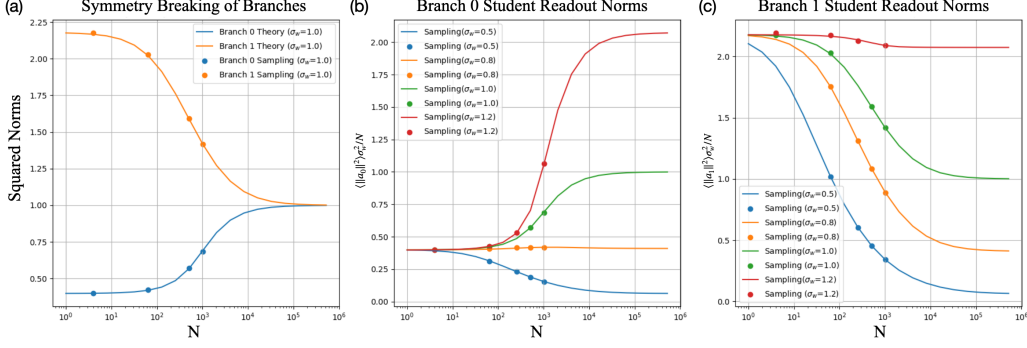 (a)
Symmetry Breaking of Branches
Squared Norms
2.25
2.00
1.75
1.50
1.25
1.00
0.75
0.50
Branch 0 Theory (σw=1.0)
Branch 1 Theory (σw=1.0)
Branch 0 Sampling (σw=1.0)
Branch 1 Sampling (σw=1.0)
10⁰ 10¹ 10² 10³ 10⁴ 10⁵ 10⁶
N
(b)
Branch 0 Student Readout Norms
⟨||a₀||²⟩σ²w/N
2.00
1.75
1.50
1.25
1.00
0.75
0.50
0.25
0.00
Sampling(σw=0.5)
Sampling(σw=0.5)
Sampling(σw=0.8)
Sampling(σw=0.8)
Sampling(σw=1.0)
Sampling(σw=1.0)
Sampling(σw=1.2)
Sampling(σw=1.2)
10⁰ 10¹ 10² 10³ 10⁴ 10⁵ 10⁶
N
(c)
Branch 1 Student Readout Norms
⟨||a₁||²⟩σ²w/N
2.0
1.5
1.0
0.5
0.0
Sampling(σw=0.5)
Sampling(σw=0.5)
Sampling(σw=0.8)
Sampling(σw=0.8)
Sampling(σw=1.0)
Sampling(σw=1.0)
Sampling(σw=1.2)
Sampling(σw=1.2)
10⁰ 10¹ 10² 10³ 10⁴ 10⁵ 10⁶
N